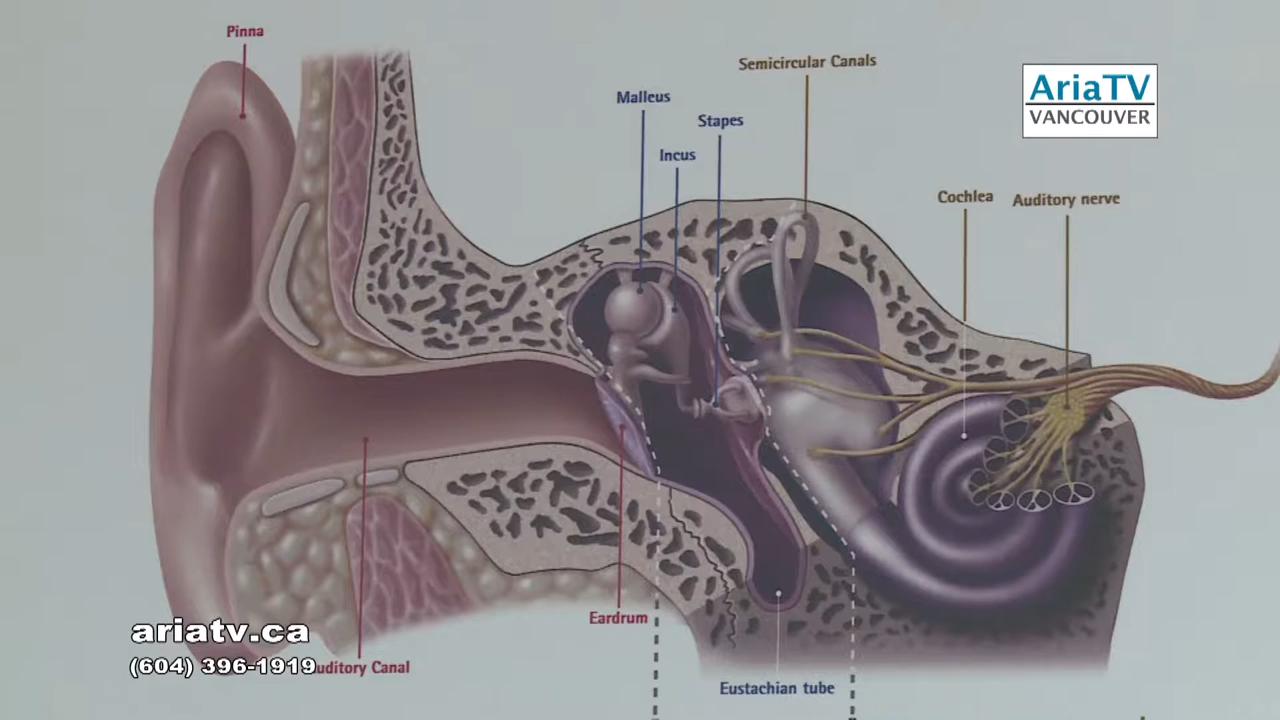 Pinna
Semicircular Canals
AriaTV
VANCOUVER
Malleus
Stapes
Incus
Cochlea
Auditory nerve
Eardrum
ariatv.ca
(604) 396-1919
uditory Canal
Eustachian tube